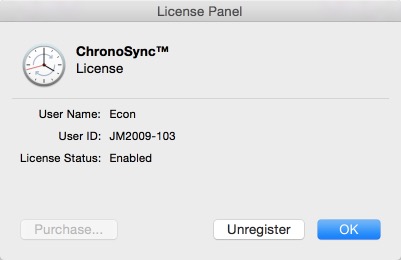 License Panel
ChronoSync™
License
User Name: Econ
User ID: JM2009-103
License Status: Enabled
Purchase... Unregister OK